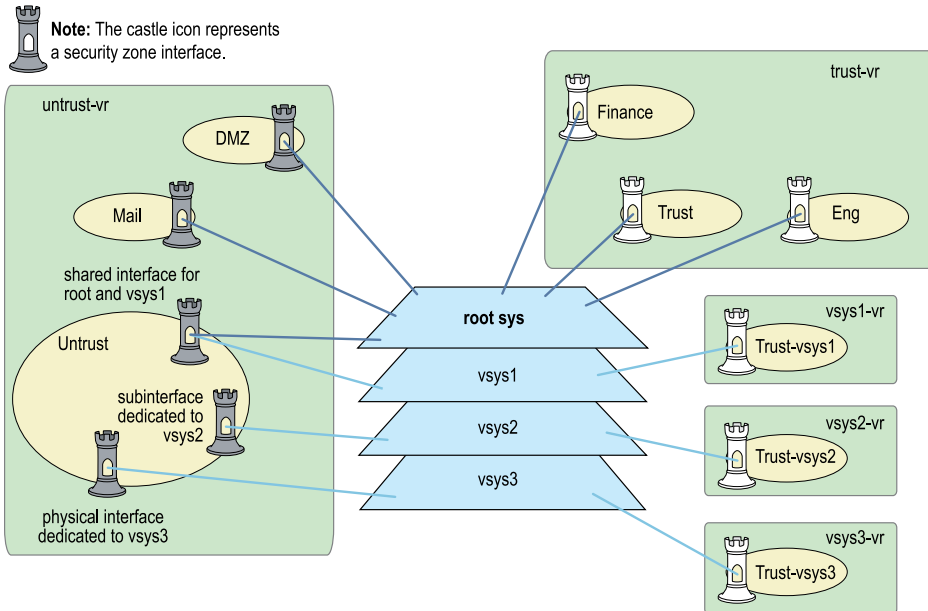 Note: The castle icon represents
a security zone interface.
untrust-vr
DMZ
Mail
shared interface for
root and vsys1
Untrust
subinterface
dedicated to
vsys2
physical interface
dedicated to vsys3
root sys
vsys1
vsys2
vsys3
trust-vr
Finance
Trust
Eng
vsys1-vr
Trust-vsys1
vsys2-vr
Trust-vsys2
vsys3-vr
Trust-vsys3